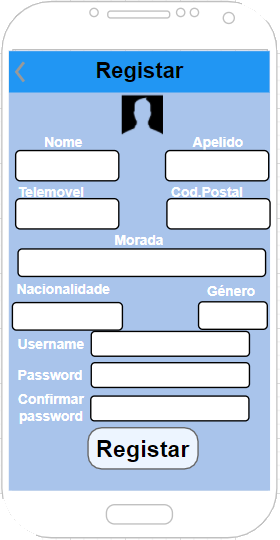 Registar
Nome Apelido
Telemovel Cod.Postal
Morada
Nacionalidade Género
Username
Password
Confirmar
password
Registar